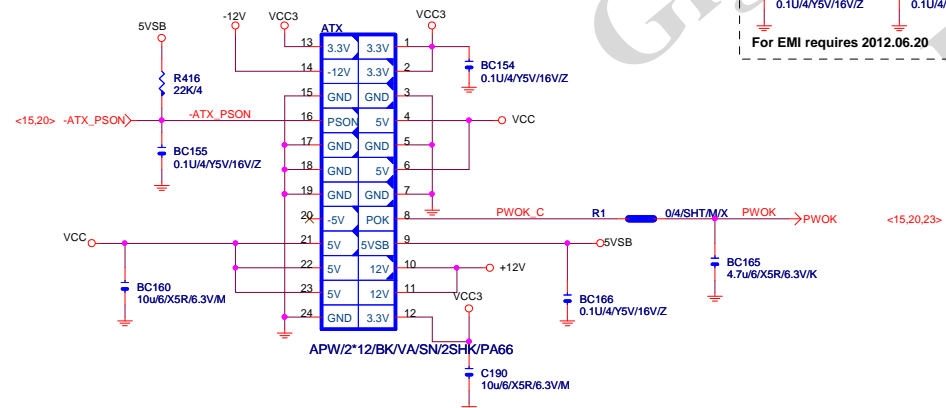 0.1U/4/Y5V/16V/Z
0.1U/4/
For EMI requires 2012.06.20
5VSB
-12V
VCC3
ATX
VCC3
13 3.3V 3.3V 1
14 -12V 3.3V 2
15 GND GND 3
16 PSON 5V 4
17 GND GND 5
18 GND 5V 6
19 GND GND 7
20 -5V POK 8
21 5V 5VSB 9
22 5V 12V 10
23 5V 12V 11
24 GND 3.3V 12
R416
22K/4
BC154
0.1U/4/Y5V/16V/Z
<15,20> -ATX_PSON
-ATX_PSON
VCC
BC155
0.1U/4/Y5V/16V/Z
PWOK_C
R1
0/4/SHT/M/X
PWOK
PWOK
<15,20,23>
VCC
5VSB
BC165
4.7u/6/X5R/6.3V/K
+12V
BC160
10u/6/X5R/6.3V/M
VCC3
BC166
0.1U/4/Y5V/16V/Z
APW/2*12/BK/VA/SN/2SHK/PA66
C190
10u/6/X5R/6.3V/M